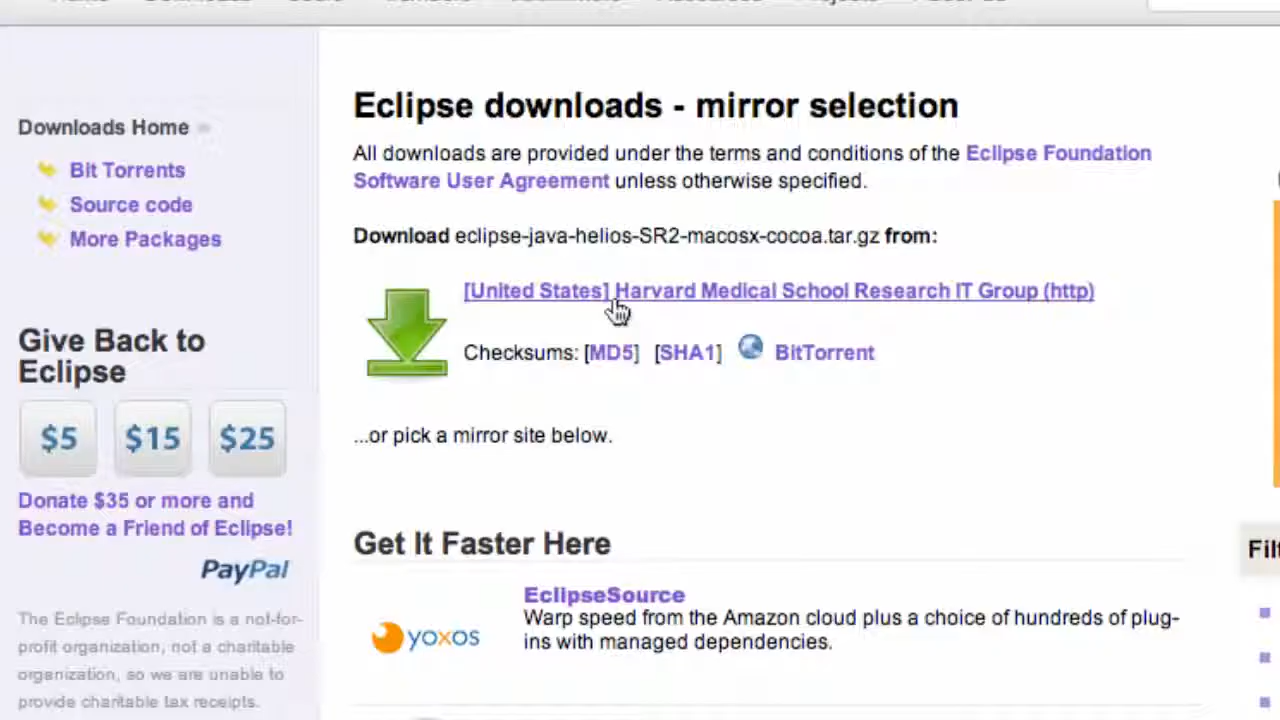 Downloads Home
Bit Torrents
Source code
More Packages
Give Back to
Eclipse
$5 $15 $25
Donate $35 or more and
Become a Friend of Eclipse!
PayPal
The Eclipse Foundation is a not-for-
profit organization, not a charitable
organization, so we are unable to
provide charitable tax receipts.
Eclipse downloads - mirror selection
All downloads are provided under the terms and conditions of the Eclipse Foundation
Software User Agreement unless otherwise specified.
Download eclipse-java-helios-SR2-macosx-cocoa.tar.gz from:
[United States] Harvard Medical School Research IT Group (http)
Checksums: [MD5] [SHA1] BitTorrent
...or pick a mirror site below.
Get It Faster Here
EclipseSource
Warp speed from the Amazon cloud plus a choice of hundreds of plug-
ins with managed dependencies.
yoxos